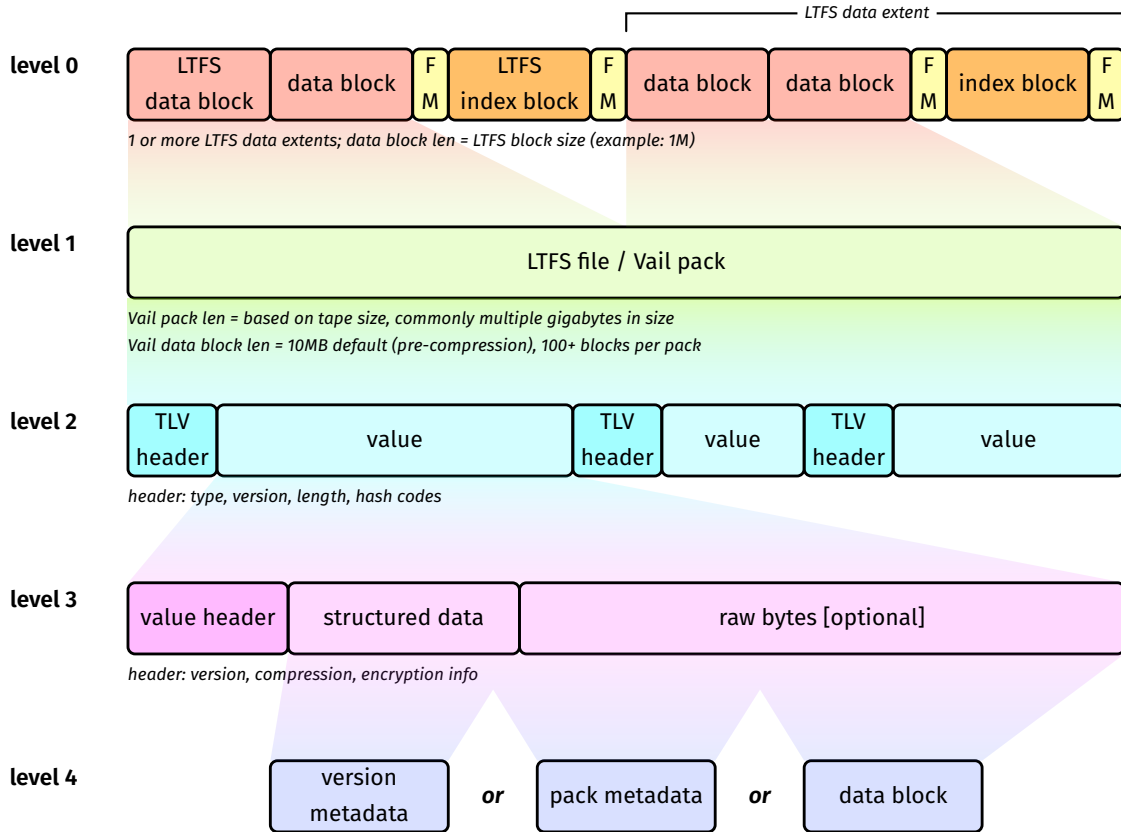 LTFS data extent
level 0
LTFS
data block
data block
F
M
LTFS
index block
F
M
data block
data block
F
M
index block
F
M
1 or more LTFS data extents; data block len = LTFS block size (example: 1M)
level 1
LTFS file / Vail pack
Vail pack len = based on tape size, commonly multiple gigabytes in size
Vail data block len = 10MB default (pre-compression), 100+ blocks per pack
level 2
TLV
header
value
TLV
header
value
TLV
header
value
header: type, version, length, hash codes
level 3
value header
structured data
raw bytes [optional]
header: version, compression, encryption info
level 4
version
metadata
or
pack metadata
or
data block